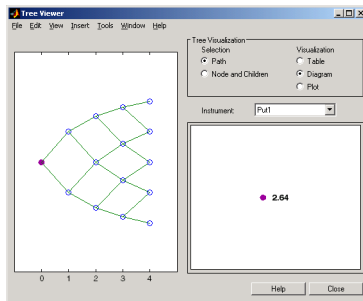 Tree Viewer
File Edit View Insert Tools Window Help
Tree Visualization
Selection Visualization
Path Table
Node and Children Diagram
Plot
Instrument: Put1
2.64
0 1 2 3 4
Help Close